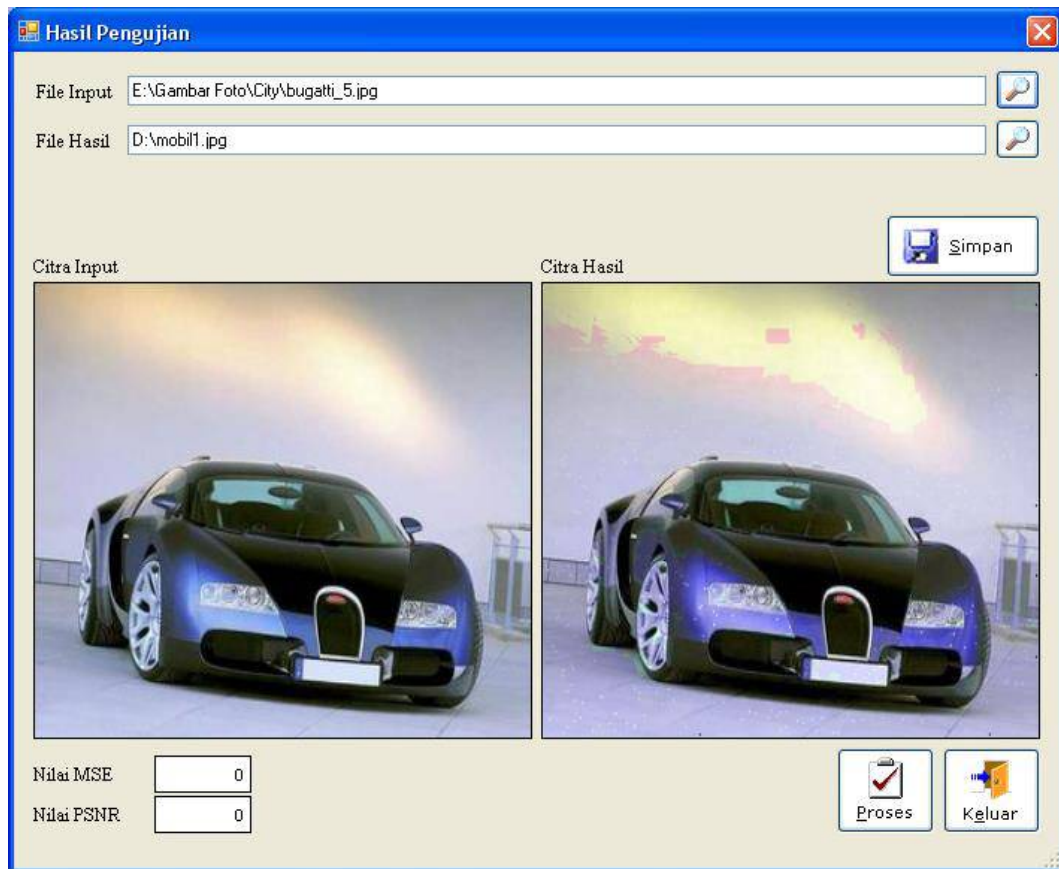 Hasil Pengujian
File Input E:\Gambar Foto\City\bugatti_5.jpg
File Hasil D:\mobil1.jpg
Simpan
Citra Input Citra Hasil
Nilai MSE 0
Nilai PSNR 0
Proses Keluar